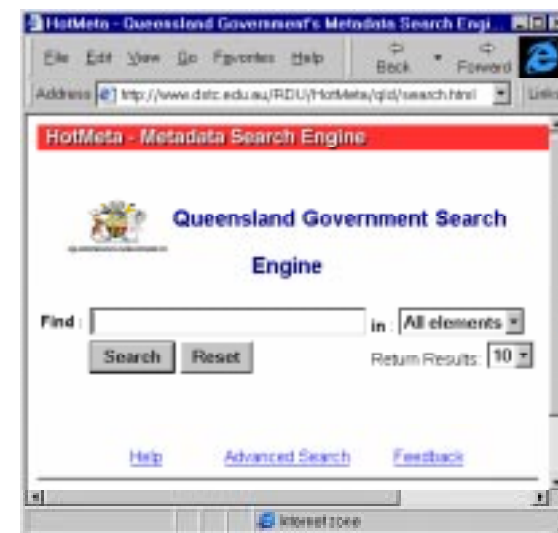 HotMeta - Queensland Government's Metadata Search Engi...
File Edit View Go Favorites Help Back Forward
Address http://www.dstc.edu.au/RDU/HotMeta/qld/search.html Links
HotMeta - Metadata Search Engine
Queensland Government Search
Engine
Find : in : All elements
Search Reset Return Results: 10
Help Advanced Search Feedback
Internet zone